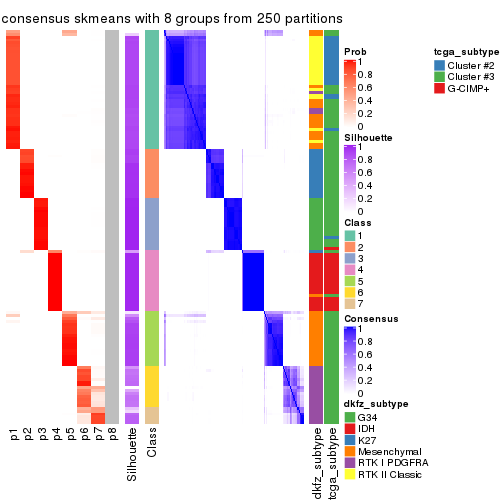 consensus skmeans with 8 groups from 250 partitions
Prob
1
0.8
0.6
0.4
0.2
0
Silhouette
1
0.8
0.6
0.4
0.2
0
Class
1
2
3
4
5
6
7
Consensus
1
0.8
0.6
0.4
0.2
0
dkfz_subtype
G34
IDH
K27
Mesenchymal
RTK I PDGFRA
RTK II Classic
tcga_subtype
Cluster #2
Cluster #3
G-CIMP+
p1
p2
p3
p4
p5
p6
p7
p8
Silhouette
Class
dkfz_subtype
tcga_subtype